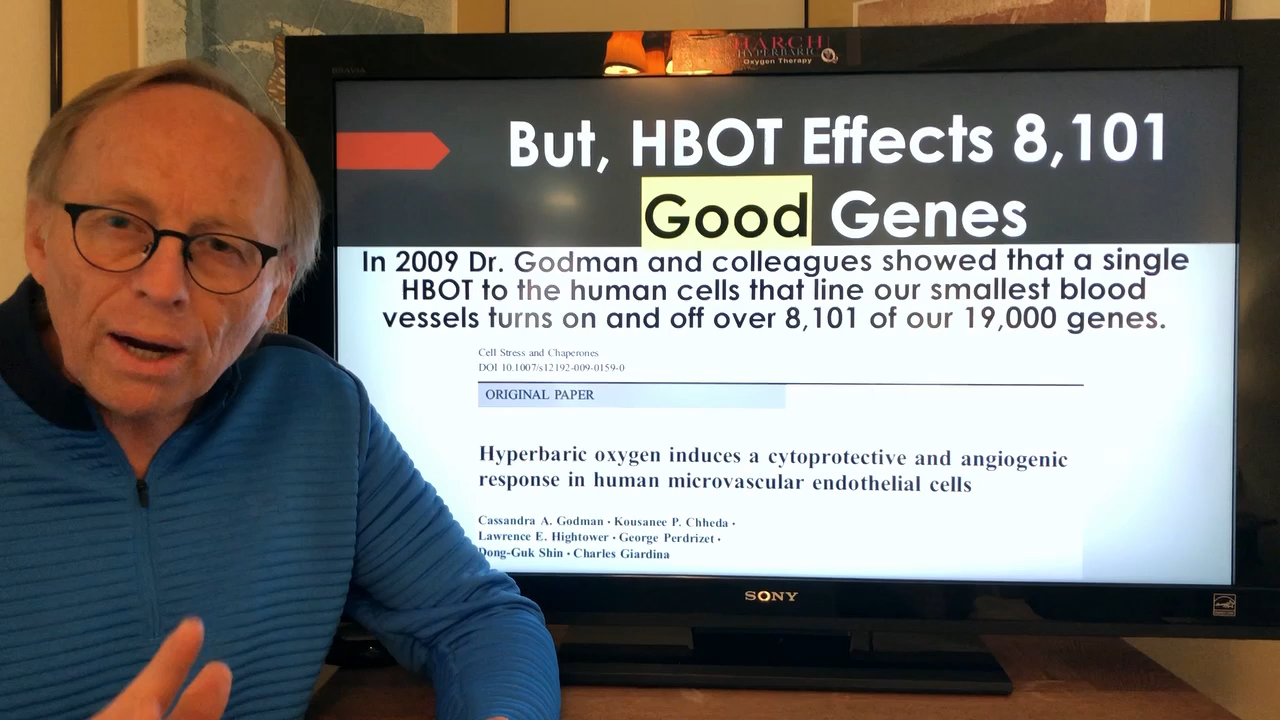 BRAVIA
HARCH
HYPERBARIC
Oxygen Therapy
But, HBOT Effects 8,101
Good Genes
In 2009 Dr. Godman and colleagues showed that a single
HBOT to the human cells that line our smallest blood
vessels turns on and off over 8,101 of our 19,000 genes.
Cell Stress and Chaperones
DOI 10.1007/s12192-009-0159-0
ORIGINAL PAPER
Hyperbaric oxygen induces a cytoprotective and angiogenic
response in human microvascular endothelial cells
Cassandra A. Godman · Kousanee P. Chheda ·
Lawrence E. Hightower · George Perdrizet ·
Dong-Guk Shin · Charles Giardina
SONY